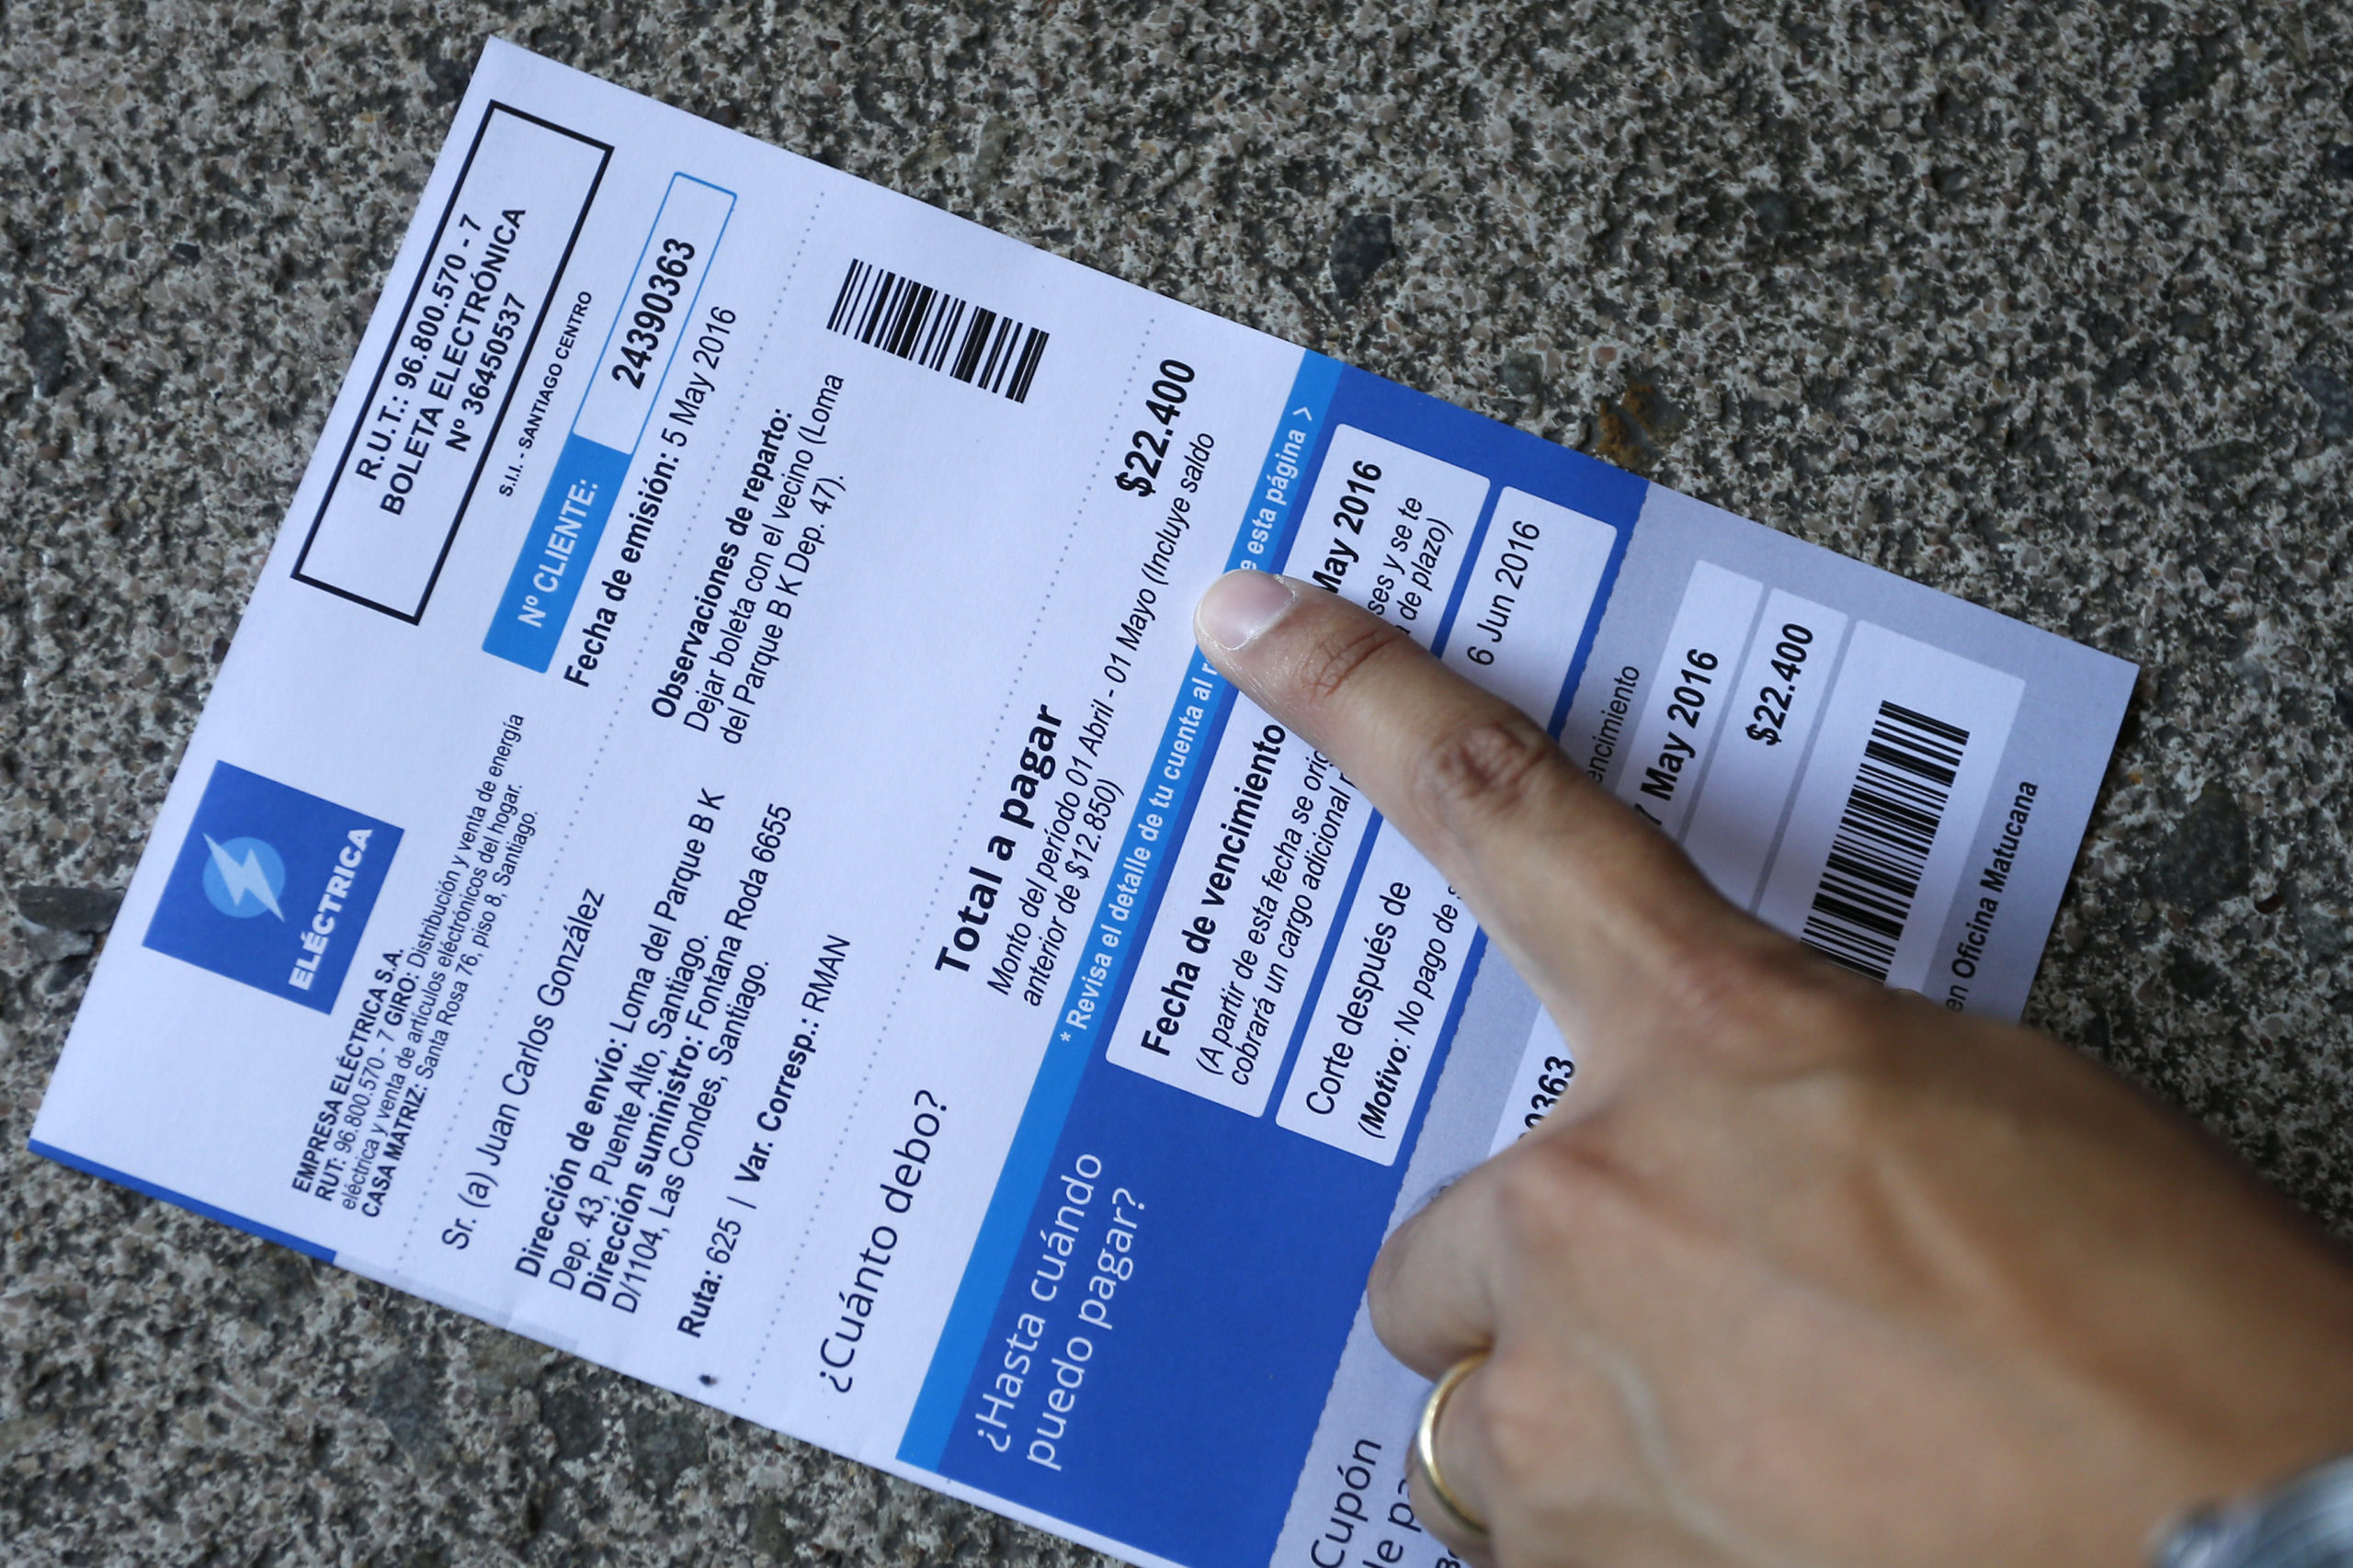 R.U.T.: 96.800.570 - 7
BOLETA ELECTRÓNICA
Nº 36450537
S.I.I. - SANTIAGO CENTRO
ELÉCTRICA
EMPRESA ELÉCTRICA S.A.
RUT: 96.800.570 - 7 GIRO: Distribución y venta de energía
eléctrica y venta de artículos eléctrónicos del hogar.
CASA MÁTRIZ: Santa Rosa 76, piso 8, Santiago.
Nº CLIENTE: 24390363
Fecha de emisión: 5 May 2016
Sr. (a) Juan Carlos González
Dirección de envío: Loma del Parque B K
Dep. 43, Puente Alto, Santiago.
Dirección suministro: Fontana Roda 6655
D/1104, Las Condes, Santiago.
Ruta: 625 | Var. Corresp.: RMAN
Observaciones de reparto:
Dejar boleta con el vecino (Loma
del Parque B K Dep. 47).
¿Cuánto debo?
Total a pagar $22.400
Monto del período 01 Abril - 01 Mayo (Incluye saldo
anterior de $12.850)
* Revisa el detalle de tu cuenta al esta página >
¿Hasta cuándo
puedo pagar?
Fecha de vencimiento May 2016
(A partir de esta fecha se y se te
cobrará un cargo adicional de plazo)
Corte después de 6 Jun 2016
(Motivo: No pago de
Cupón
May 2016
$22.400
0363
en Oficina Matucana